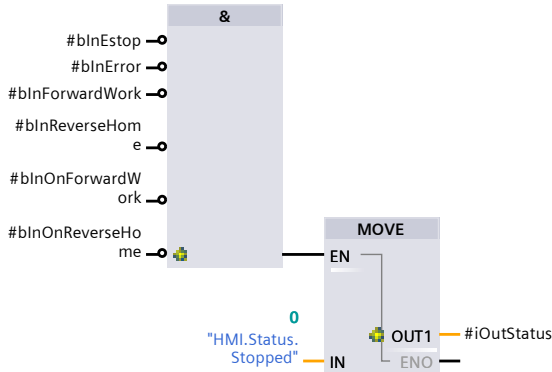 &
#bInEstop
#bInError
#bInForwardWork
#bInReverseHom
e
#bInOnForwardW
ork
#bInOnReverseHo
me
MOVE
EN
0
"HMI.Status.
Stopped"
IN
OUT1
#iOutStatus
ENO